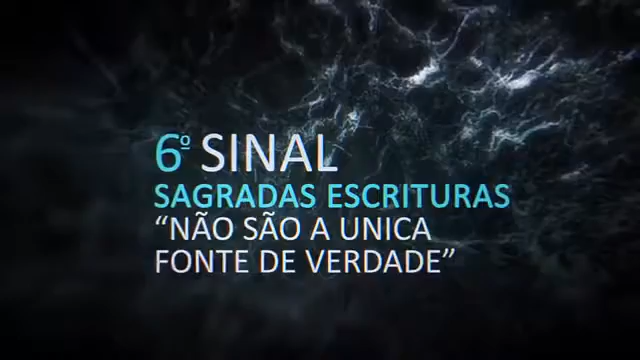 6º SINAL
SAGRADAS ESCRITURAS
“NÃO SÃO A UNICA
FONTE DE VERDADE”